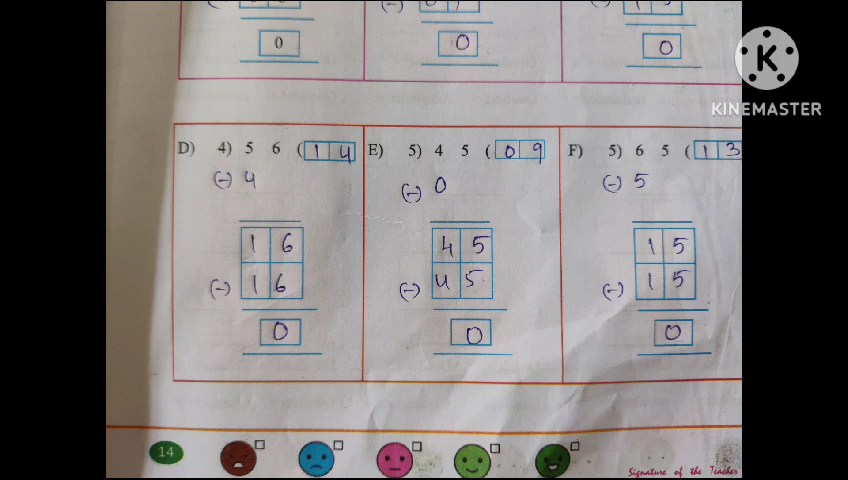 0 0 0
K
KINEMASTER
D) 4) 5 6 ( 1 4 E) 5) 4 5 ( 0 9 F) 5) 6 5 ( 1 3
(-) 4 (-) 0 (-) 5
1 6 4 5 1 5
(-) 1 6 (-) 4 5 (-) 1 5
0 0 0
14
Signature of the Teacher